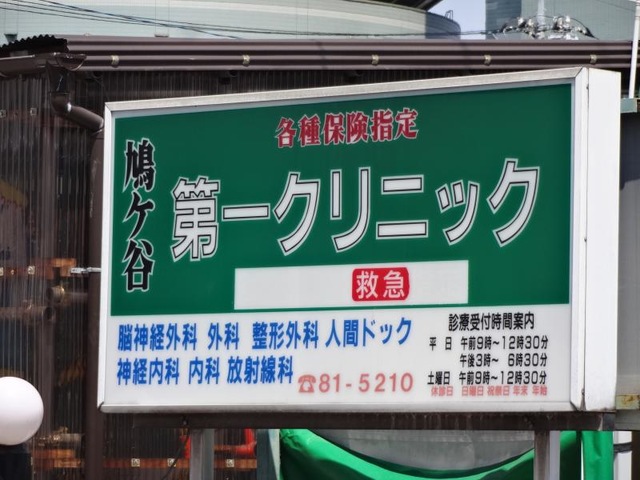 各種保険指定
鳩ケ谷
第一クリニック
救急
脳神経外科 外科 整形外科 人間ドック
神経内科 内科 放射線科
☎81-5210
診療受付時間案内
平 日 午前9時〜12時30分
午後3時〜 6時30分
土曜日 午前9時〜12時30分
休診日 日曜日 祝祭日 年末 年始